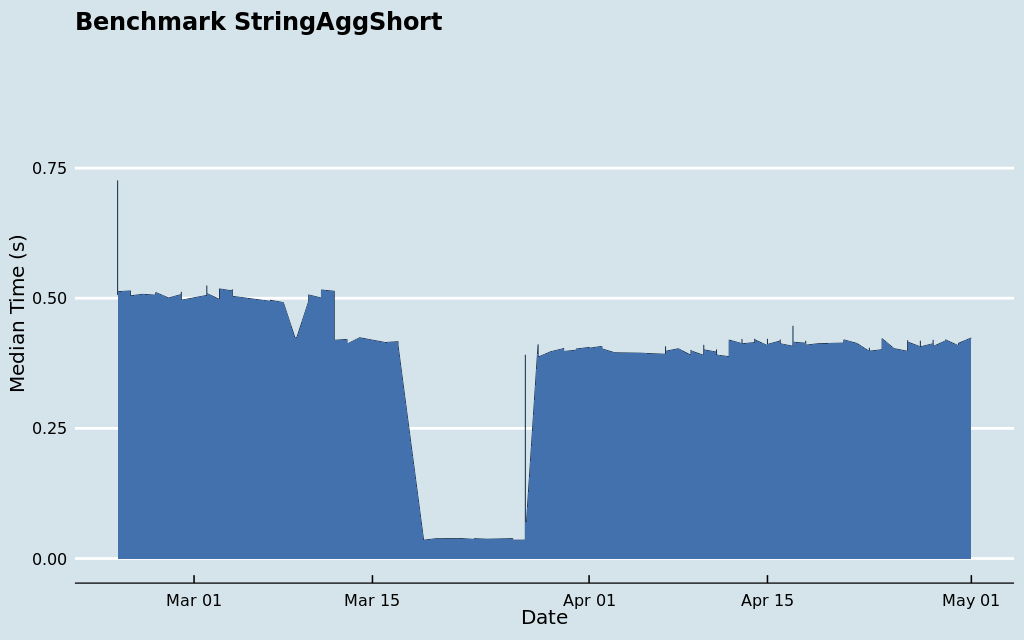 Benchmark StringAggShort
0.75
0.50
0.25
0.00
Median Time (s)
Mar 01
Mar 15
Apr 01
Apr 15
May 01
Date